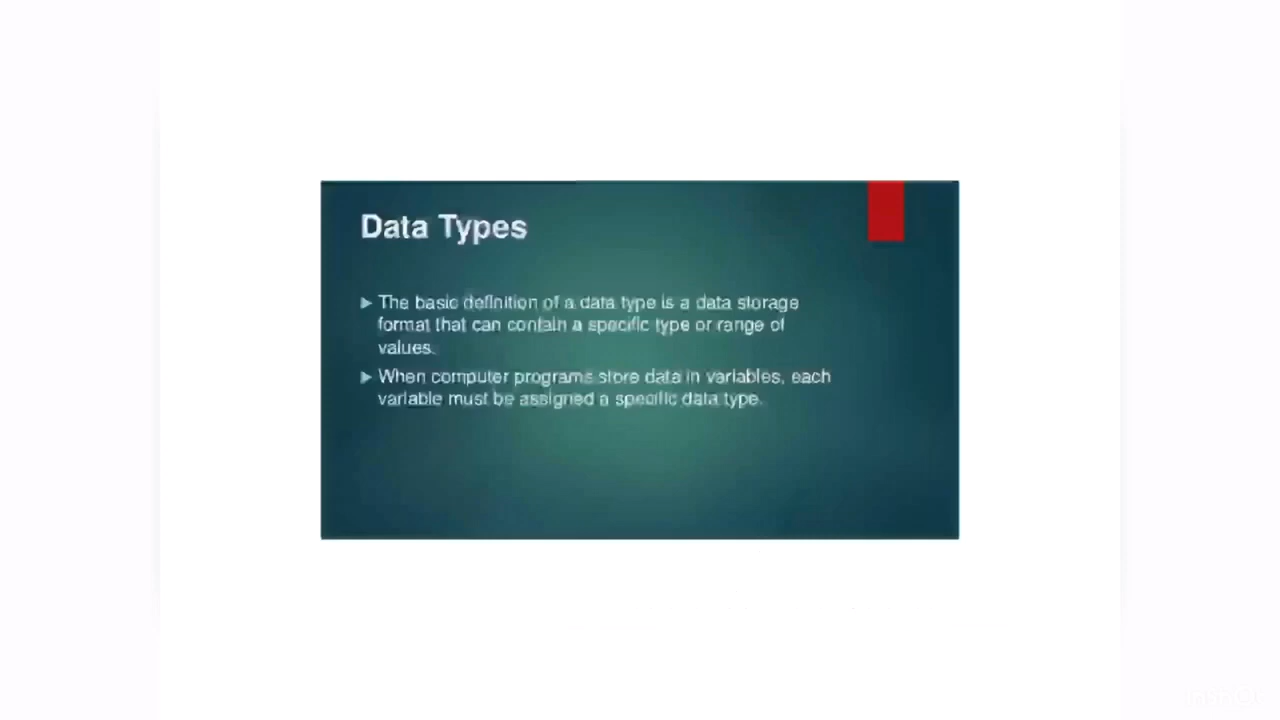 Data Types
The basic definition of a data type is a data storage
format that can contain a specific type or range of
values.
When computer programs store data in variables, each
variable must be assigned a specific data type.